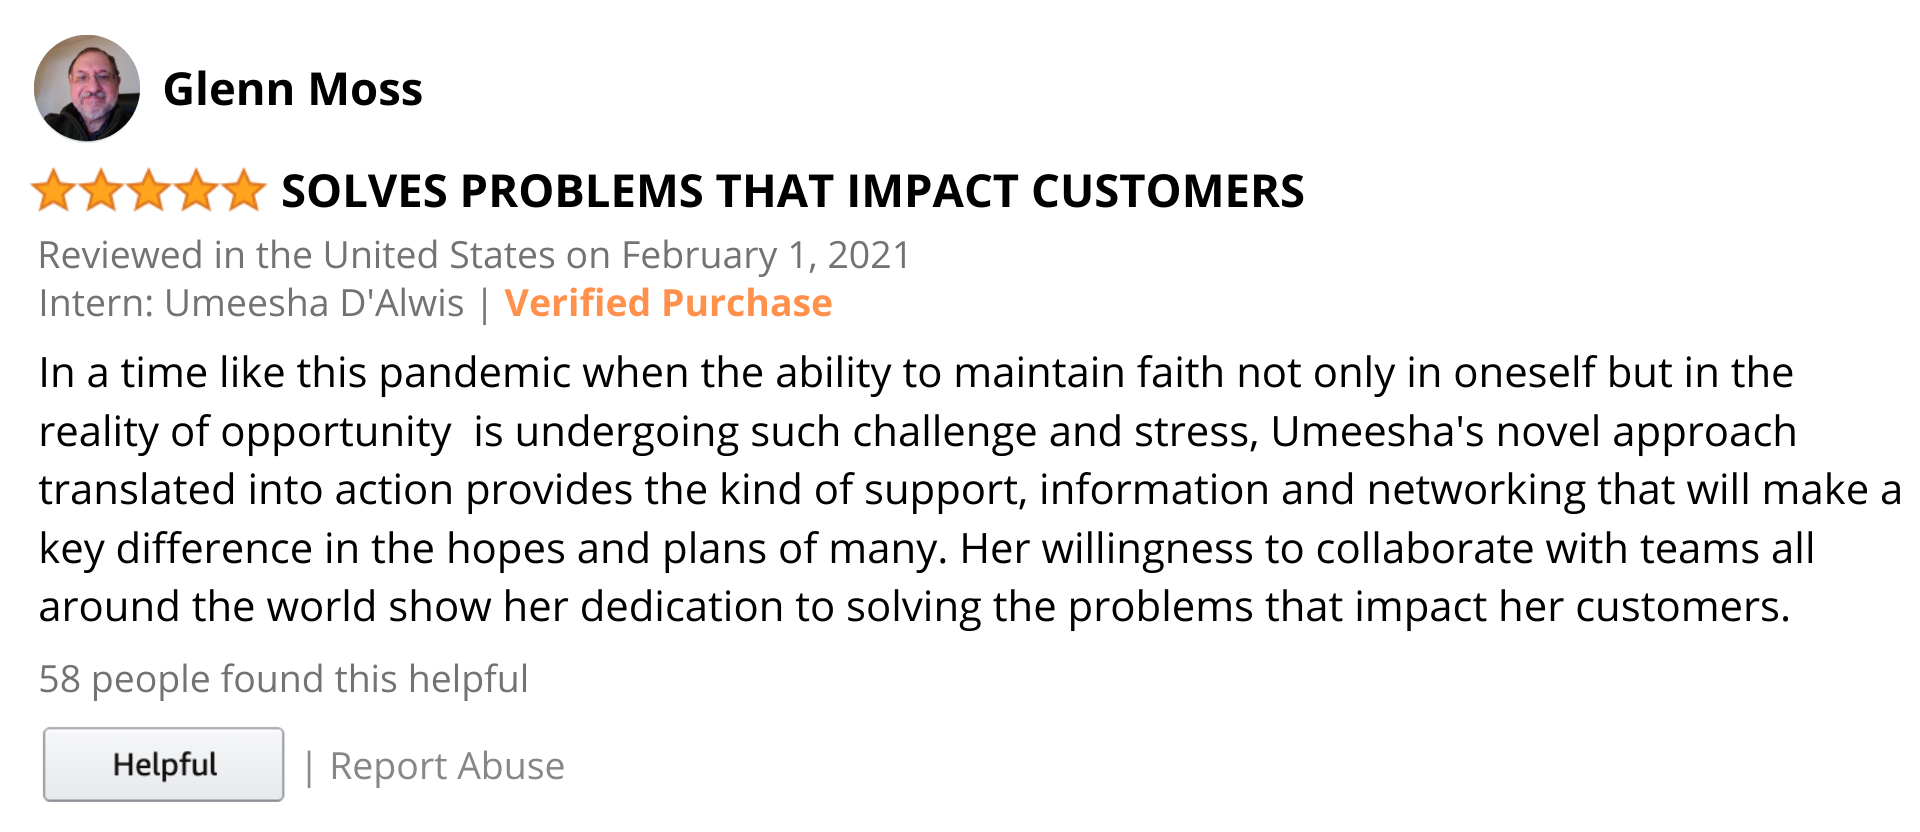 Glenn Moss
SOLVES PROBLEMS THAT IMPACT CUSTOMERS
Reviewed in the United States on February 1, 2021
Intern: Umeesha D'Alwis | Verified Purchase
In a time like this pandemic when the ability to maintain faith not only in oneself but in the
reality of opportunity  is undergoing such challenge and stress, Umeesha's novel approach
translated into action provides the kind of support, information and networking that will make a
key difference in the hopes and plans of many. Her willingness to collaborate with teams all
around the world show her dedication to solving the problems that impact her customers.
58 people found this helpful
Helpful | Report Abuse